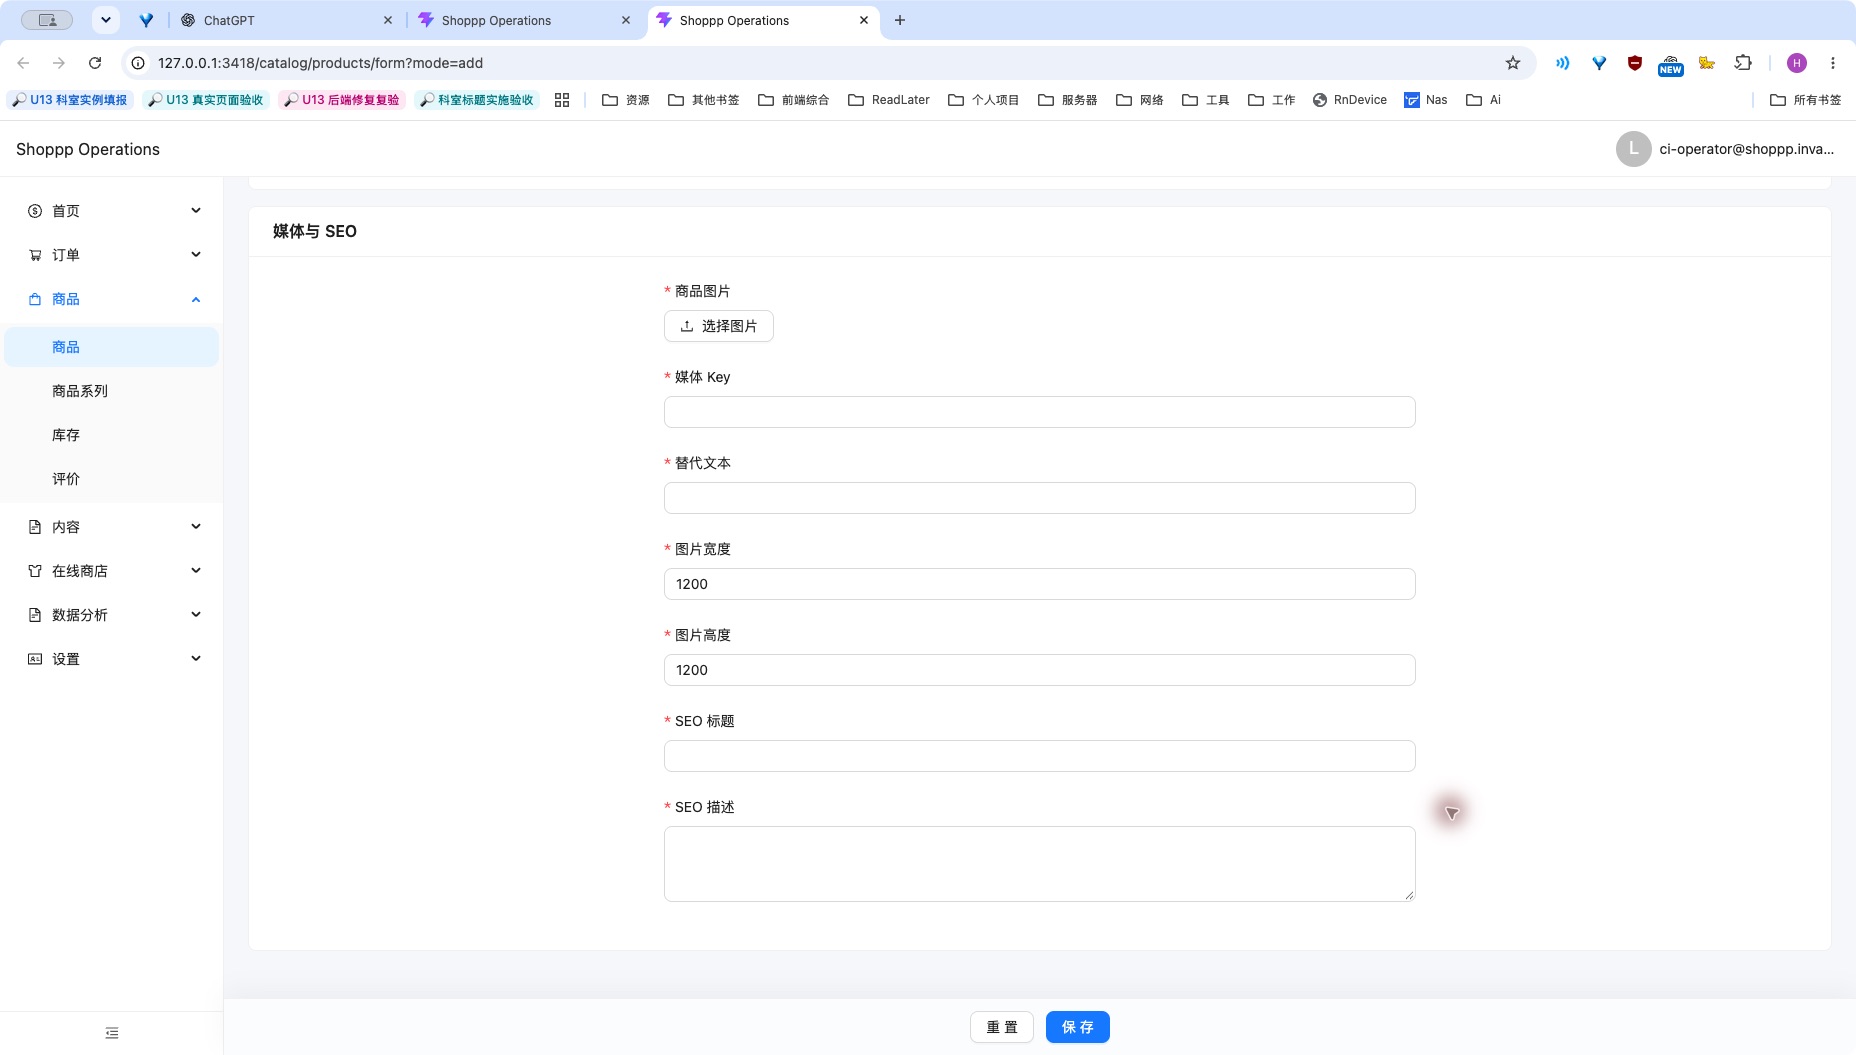 ChatGPT
Shoppp Operations
Shoppp Operations
127.0.0.1:3418/catalog/products/form?mode=add
NEW
H
U13 科室实例填报
U13 真实页面验收
U13 后端修复复验
科室标题实施验收
资源
其他书签
前端综合
ReadLater
个人项目
服务器
网络
工具
工作
RnDevice
Nas
Ai
所有书签
Shoppp Operations
L
ci-operator@shoppp.inva...
首页
订单
商品
商品
商品系列
库存
评价
内容
在线商店
数据分析
设置
媒体与 SEO
* 商品图片
选择图片
* 媒体 Key
* 替代文本
* 图片宽度
1200
* 图片高度
1200
* SEO 标题
* SEO 描述
重 置
保 存